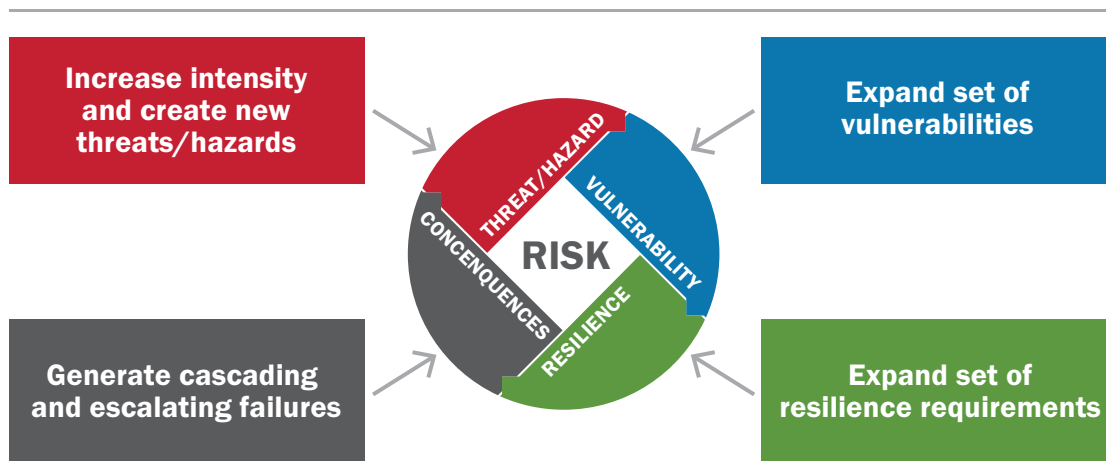 Increase intensity
and create new
threats/hazards
Expand set of
vulnerabilities
THREAT/HAZARD
VULNERABILITY
CONCENQUENCES
RISK
RESILIENCE
Generate cascading
and escalating failures
Expand set of
resilience requirements